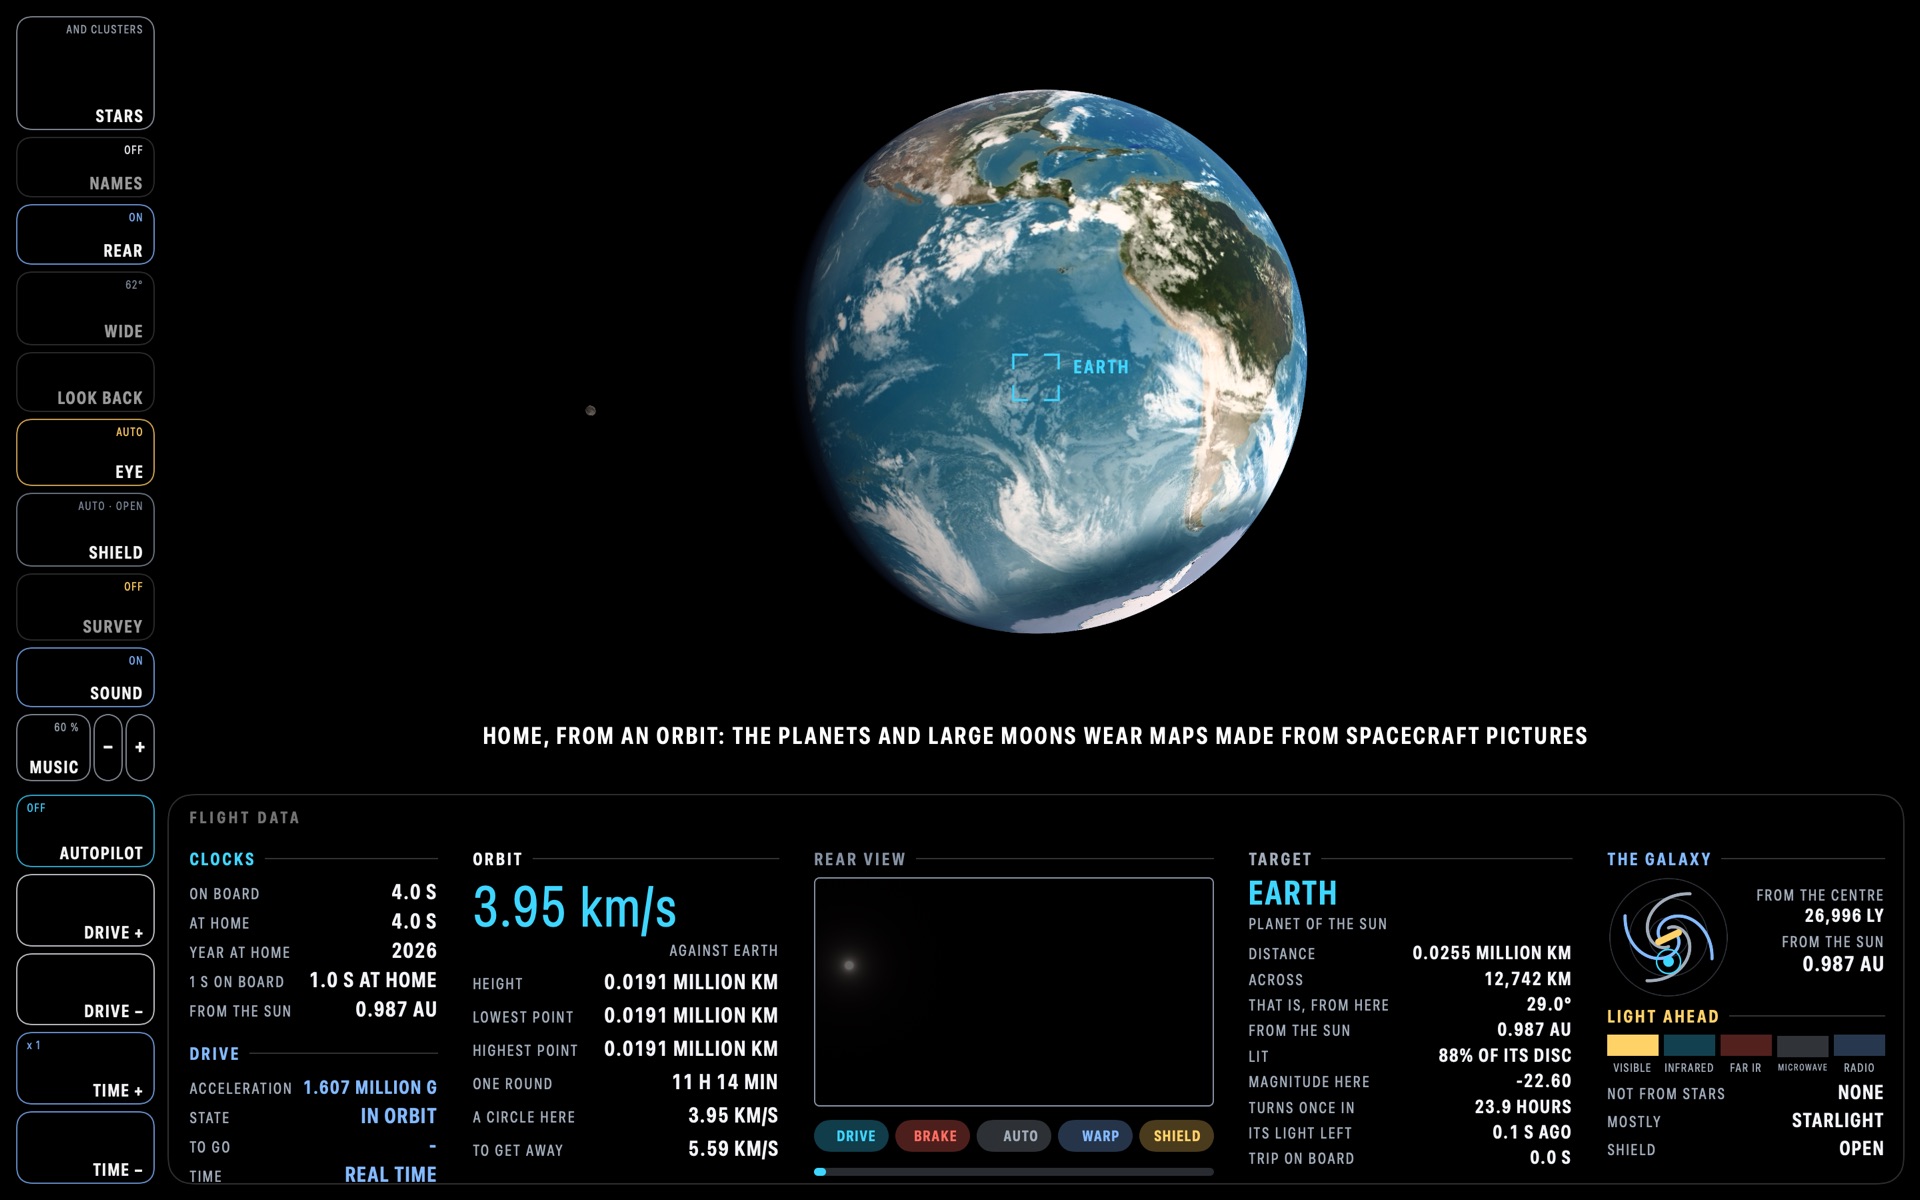 AND CLUSTERS
STARS
OFF
NAMES
ON
REAR
62°
WIDE
LOOK BACK
AUTO
EYE
AUTO · OPEN
SHIELD
OFF
SURVEY
ON
SOUND
60 %
MUSIC
−
+
OFF
AUTOPILOT
DRIVE +
DRIVE −
x 1
TIME +
TIME −
EARTH
HOME, FROM AN ORBIT: THE PLANETS AND LARGE MOONS WEAR MAPS MADE FROM SPACECRAFT PICTURES
FLIGHT DATA
CLOCKS
ON BOARD 4.0 S
AT HOME 4.0 S
YEAR AT HOME 2026
1 S ON BOARD 1.0 S AT HOME
FROM THE SUN 0.987 AU
DRIVE
ACCELERATION 1.607 MILLION G
STATE IN ORBIT
TO GO -
TIME REAL TIME
ORBIT
3.95 km/s
AGAINST EARTH
HEIGHT 0.0191 MILLION KM
LOWEST POINT 0.0191 MILLION KM
HIGHEST POINT 0.0191 MILLION KM
ONE ROUND 11 H 14 MIN
A CIRCLE HERE 3.95 KM/S
TO GET AWAY 5.59 KM/S
REAR VIEW
DRIVE BRAKE AUTO WARP SHIELD
TARGET
EARTH
PLANET OF THE SUN
DISTANCE 0.0255 MILLION KM
ACROSS 12,742 KM
THAT IS, FROM HERE 29.0°
FROM THE SUN 0.987 AU
LIT 88% OF ITS DISC
MAGNITUDE HERE -22.60
TURNS ONCE IN 23.9 HOURS
ITS LIGHT LEFT 0.1 S AGO
TRIP ON BOARD 0.0 S
THE GALAXY
FROM THE CENTRE
26,996 LY
FROM THE SUN
0.987 AU
LIGHT AHEAD
VISIBLE INFRARED FAR IR MICROWAVE RADIO
NOT FROM STARS NONE
MOSTLY STARLIGHT
SHIELD OPEN